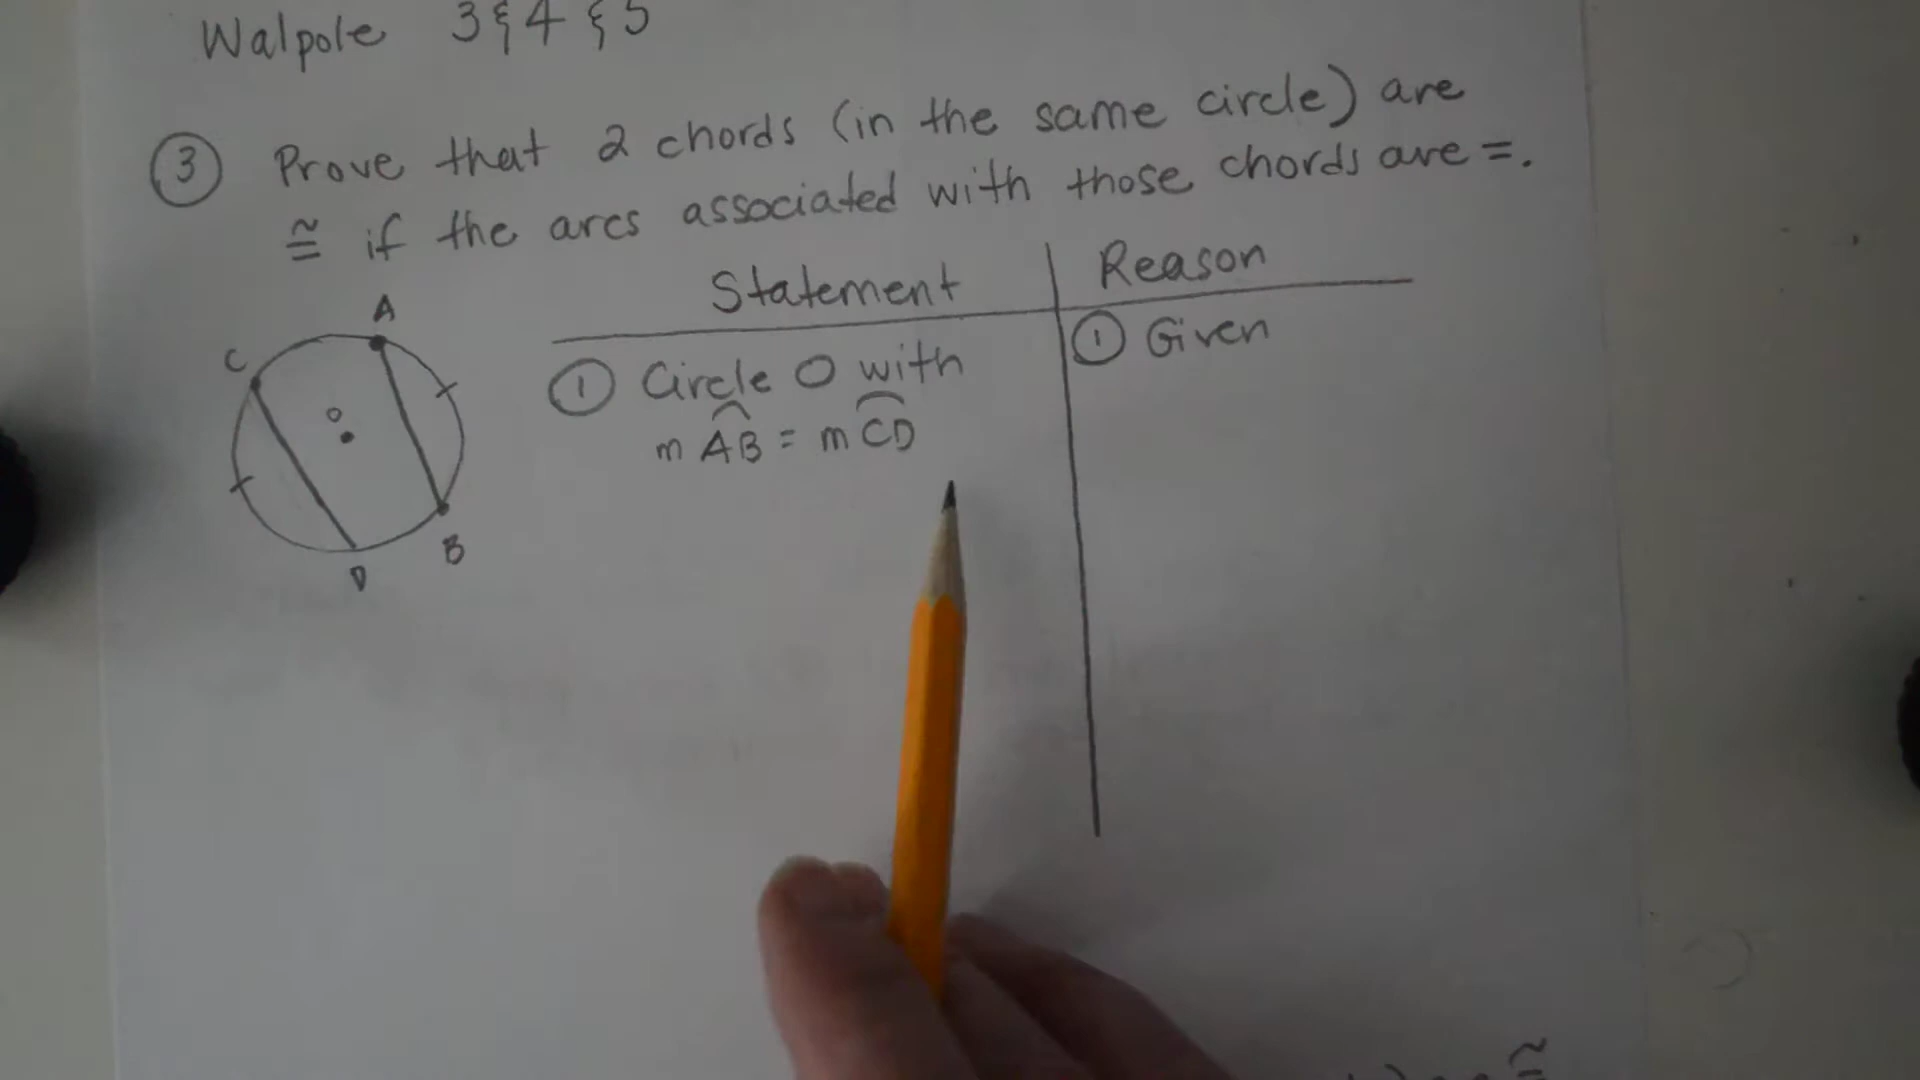 Walpole 3 & 4 & 5
③ Prove that 2 chords (in the same circle) are
≅ if the arcs associated with those chords are =.
Statement Reason
① Circle O with
m AB = m CD
① Given
A
C
O
B
D
≅